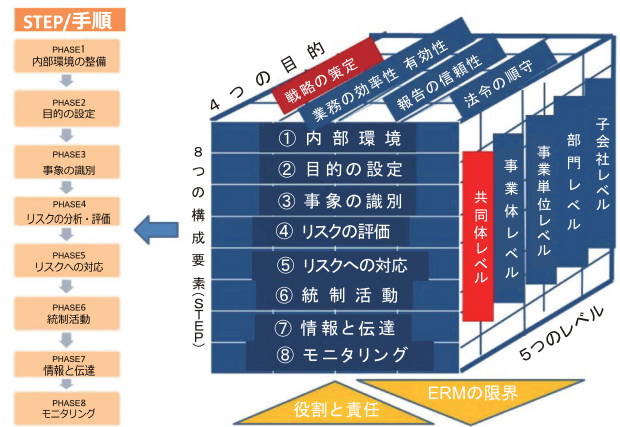 STEP/手順
PHASE1
内部環境の整備
PHASE2
目的の設定
PHASE3
事象の識別
PHASE4
リスクの分析・評価
PHASE5
リスクへの対応
PHASE6
統制活動
PHASE7
情報と伝達
PHASE8
モニタリング
4つの目的
戦略の策定
業務の効率性 有効性
報告の信頼性
法令の順守
8つの構成要素(STEP)
① 内部環境
② 目的の設定
③ 事象の識別
④ リスクの評価
⑤ リスクへの対応
⑥ 統制活動
⑦ 情報と伝達
⑧ モニタリング
共同体レベル
事業体レベル
事業単位レベル
部門レベル
子会社レベル
5つのレベル
役割と責任
ERMの限界